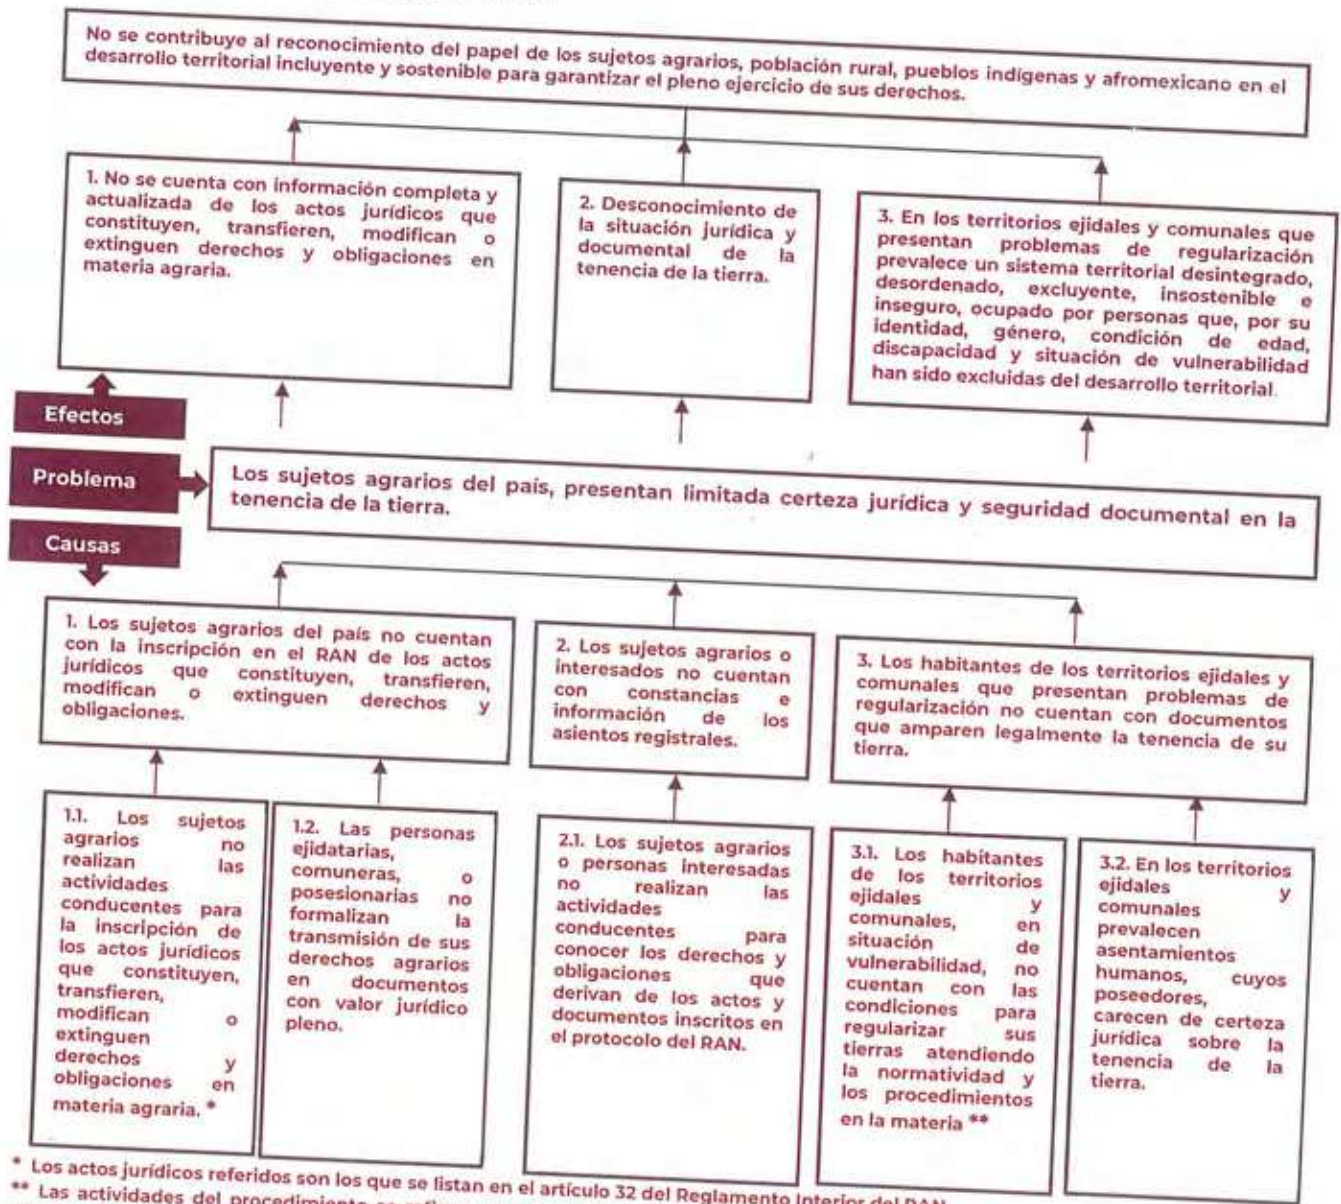 No se contribuye al reconocimiento del papel de los sujetos agrarios, población rural, pueblos indígenas y afromexicano en el
desarrollo territorial incluyente y sostenible para garantizar el pleno ejercicio de sus derechos.
1. No se cuenta con información completa y
actualizada de los actos jurídicos que
constituyen, transfieren, modifican o
extinguen derechos y obligaciones en
materia agraria.
2. Desconocimiento de
la situación jurídica y
documental de la
tenencia de la tierra.
3. En los territorios ejidales y comunales que
presentan problemas de regularización
prevalece un sistema territorial desintegrado,
desordenado, excluyente, insostenible e
inseguro, ocupado por personas que, por su
identidad, género, condición de edad,
discapacidad y situación de vulnerabilidad
han sido excluidas del desarrollo territorial.
Efectos
Problema
Los sujetos agrarios del país, presentan limitada certeza jurídica y seguridad documental en la
tenencia de la tierra.
Causas
1. Los sujetos agrarios del país no cuentan
con la inscripción en el RAN de los actos
jurídicos que constituyen, transfieren,
modifican o extinguen derechos y
obligaciones.
2. Los sujetos agrarios o
interesados no cuentan
con constancias e
información de los
asientos registrales.
3. Los habitantes de los territorios ejidales y
comunales que presentan problemas de
regularización no cuentan con documentos
que amparen legalmente la tenencia de su
tierra.
1.1. Los sujetos
agrarios no
realizan las
actividades
conducentes para
la inscripción de
los actos jurídicos
que constituyen,
transfieren,
modifican o
extinguen
derechos y
obligaciones en
materia agraria. *
1.2. Las personas
ejidatarias,
comuneras, o
posesionarias no
formalizan la
transmisión de sus
derechos agrarios
en documentos
con valor jurídico
pleno.
2.1. Los sujetos agrarios
o personas interesadas
no realizan las
actividades
conducentes para
conocer los derechos y
obligaciones que
derivan de los actos y
documentos inscritos en
el protocolo del RAN.
3.1. Los habitantes
de los territorios
ejidales y
comunales, en
situación de
vulnerabilidad, no
cuentan con las
condiciones para
regularizar sus
tierras atendiendo
la normatividad y
los procedimientos
en la materia **
3.2. En los territorios
ejidales y
comunales
prevalecen
asentamientos
humanos, cuyos
poseedores,
carecen de certeza
jurídica sobre la
tenencia de la
tierra.
* Los actos jurídicos referidos son los que se listan en el artículo 32 del Reglamento Interior del RAN
** Las actividades del procedimiento se